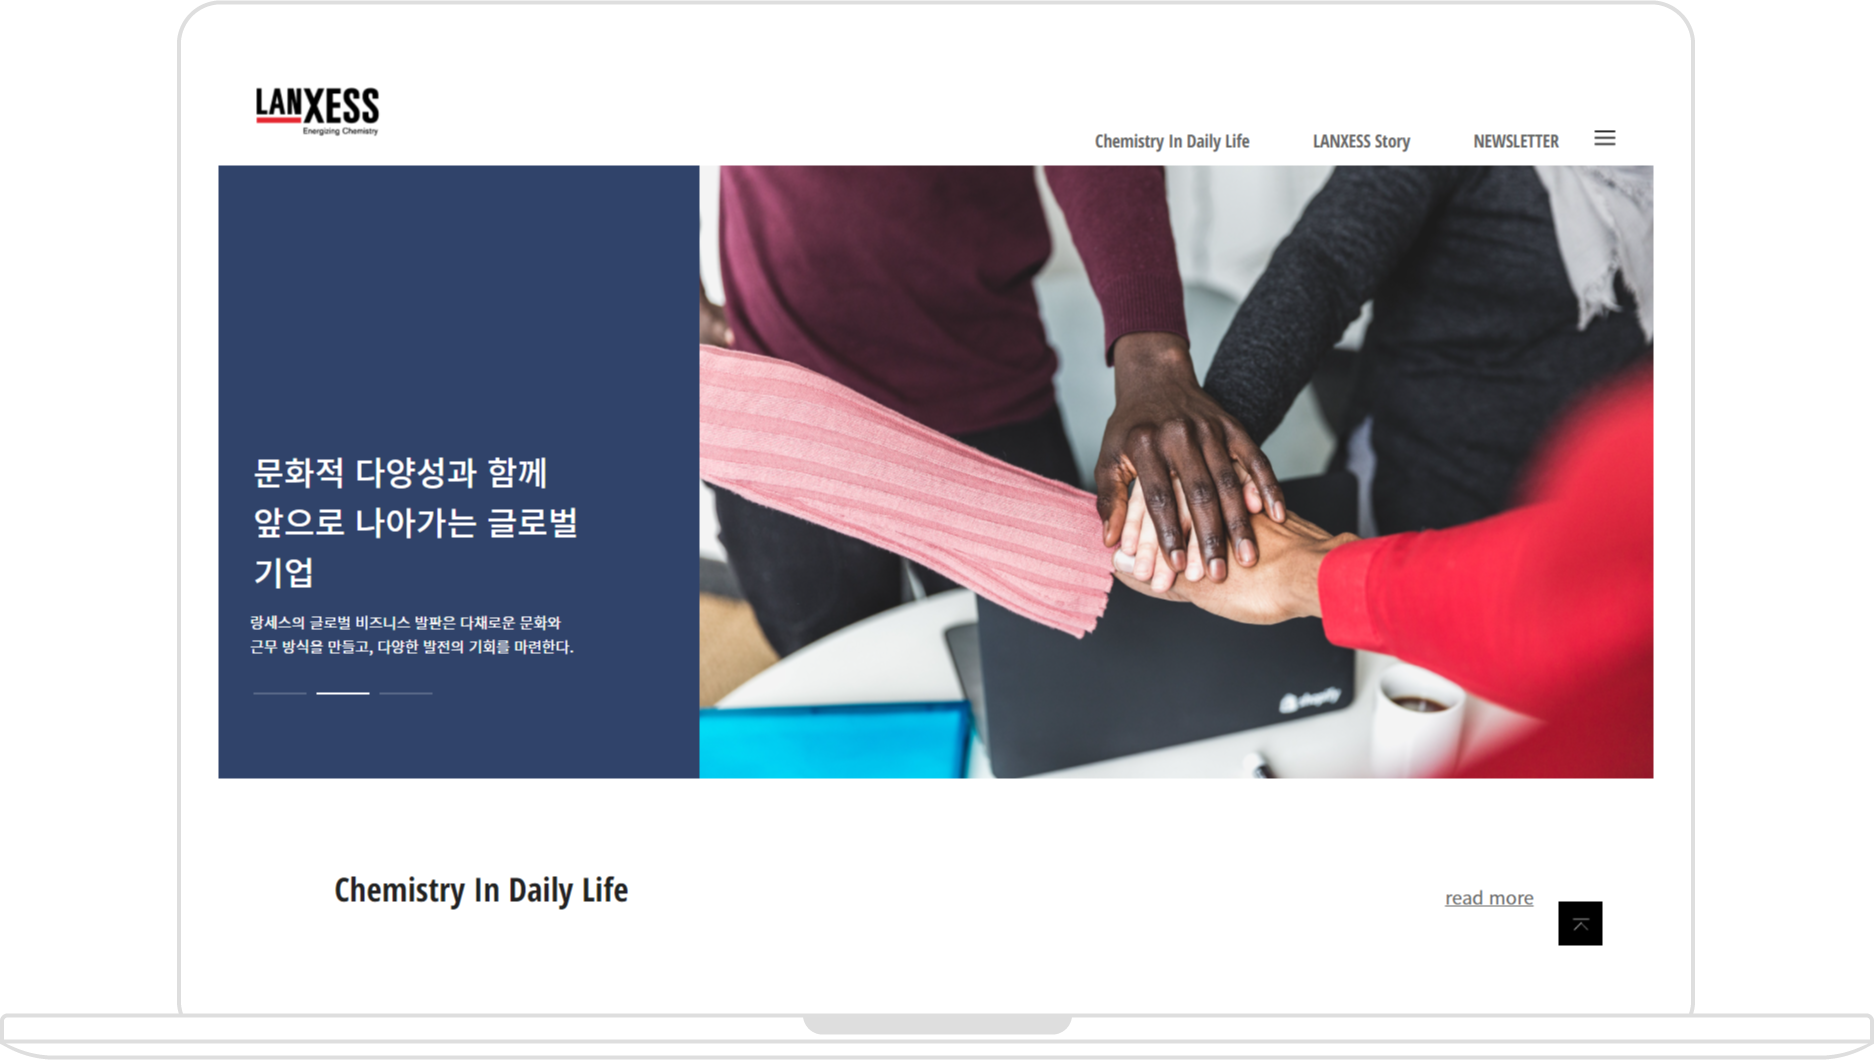 LANXESS
Energizing Chemistry
Chemistry In Daily Life
LANXESS Story
NEWSLETTER
문화적 다양성과 함께
앞으로 나아가는 글로벌
기업
랑세스의 글로벌 비즈니스 발판은 다채로운 문화와
근무 방식을 만들고, 다양한 발전의 기회를 마련한다.
shopify
Chemistry In Daily Life
read more